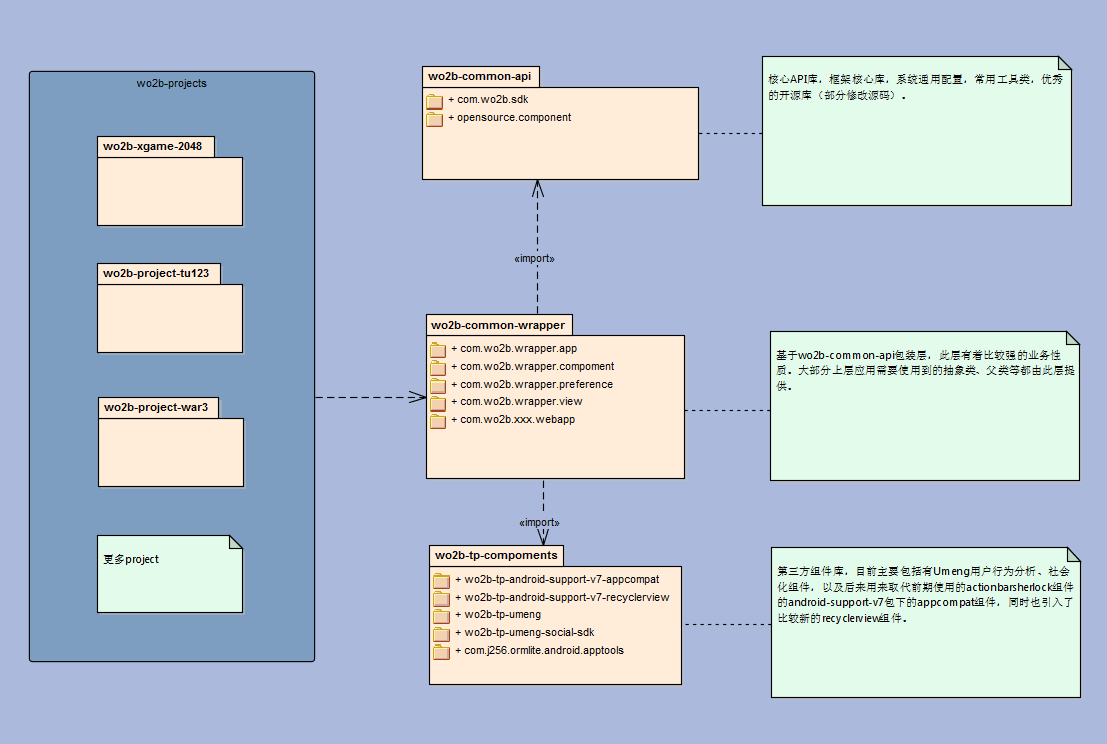 wo2b-projects
wo2b-xgame-2048
wo2b-project-tu123
wo2b-project-war3
更多project
wo2b-common-api
+ com.wo2b.sdk
+ opensource.component
核心API库，框架核心库，系统通用配置，常用工具类，优秀
的开源库（部分修改源码）.
«import»
wo2b-common-wrapper
+ com.wo2b.wrapper.app
+ com.wo2b.wrapper.compoment
+ com.wo2b.wrapper.preference
+ com.wo2b.wrapper.view
+ com.wo2b.xxx.webapp
基于wo2b-common-api包装层，此层有着比较强的业务性
质。大部分上层应用需要使用到的抽象类、父类等都由此层提
供。
«import»
wo2b-tp-compoments
+ wo2b-tp-android-support-v7-appcompat
+ wo2b-tp-android-support-v7-recyclerview
+ wo2b-tp-umeng
+ wo2b-tp-umeng-social-sdk
+ com.j256.ormlite.android.apptools
第三方组件库，目前主要包括有Umeng用户行为分析、社会
化组件，以及后来用来取代前期使用的actionbarsherlock组件
的android-support-v7包下的appcompat组件，同时也引入了
比较新的recyclerview组件。